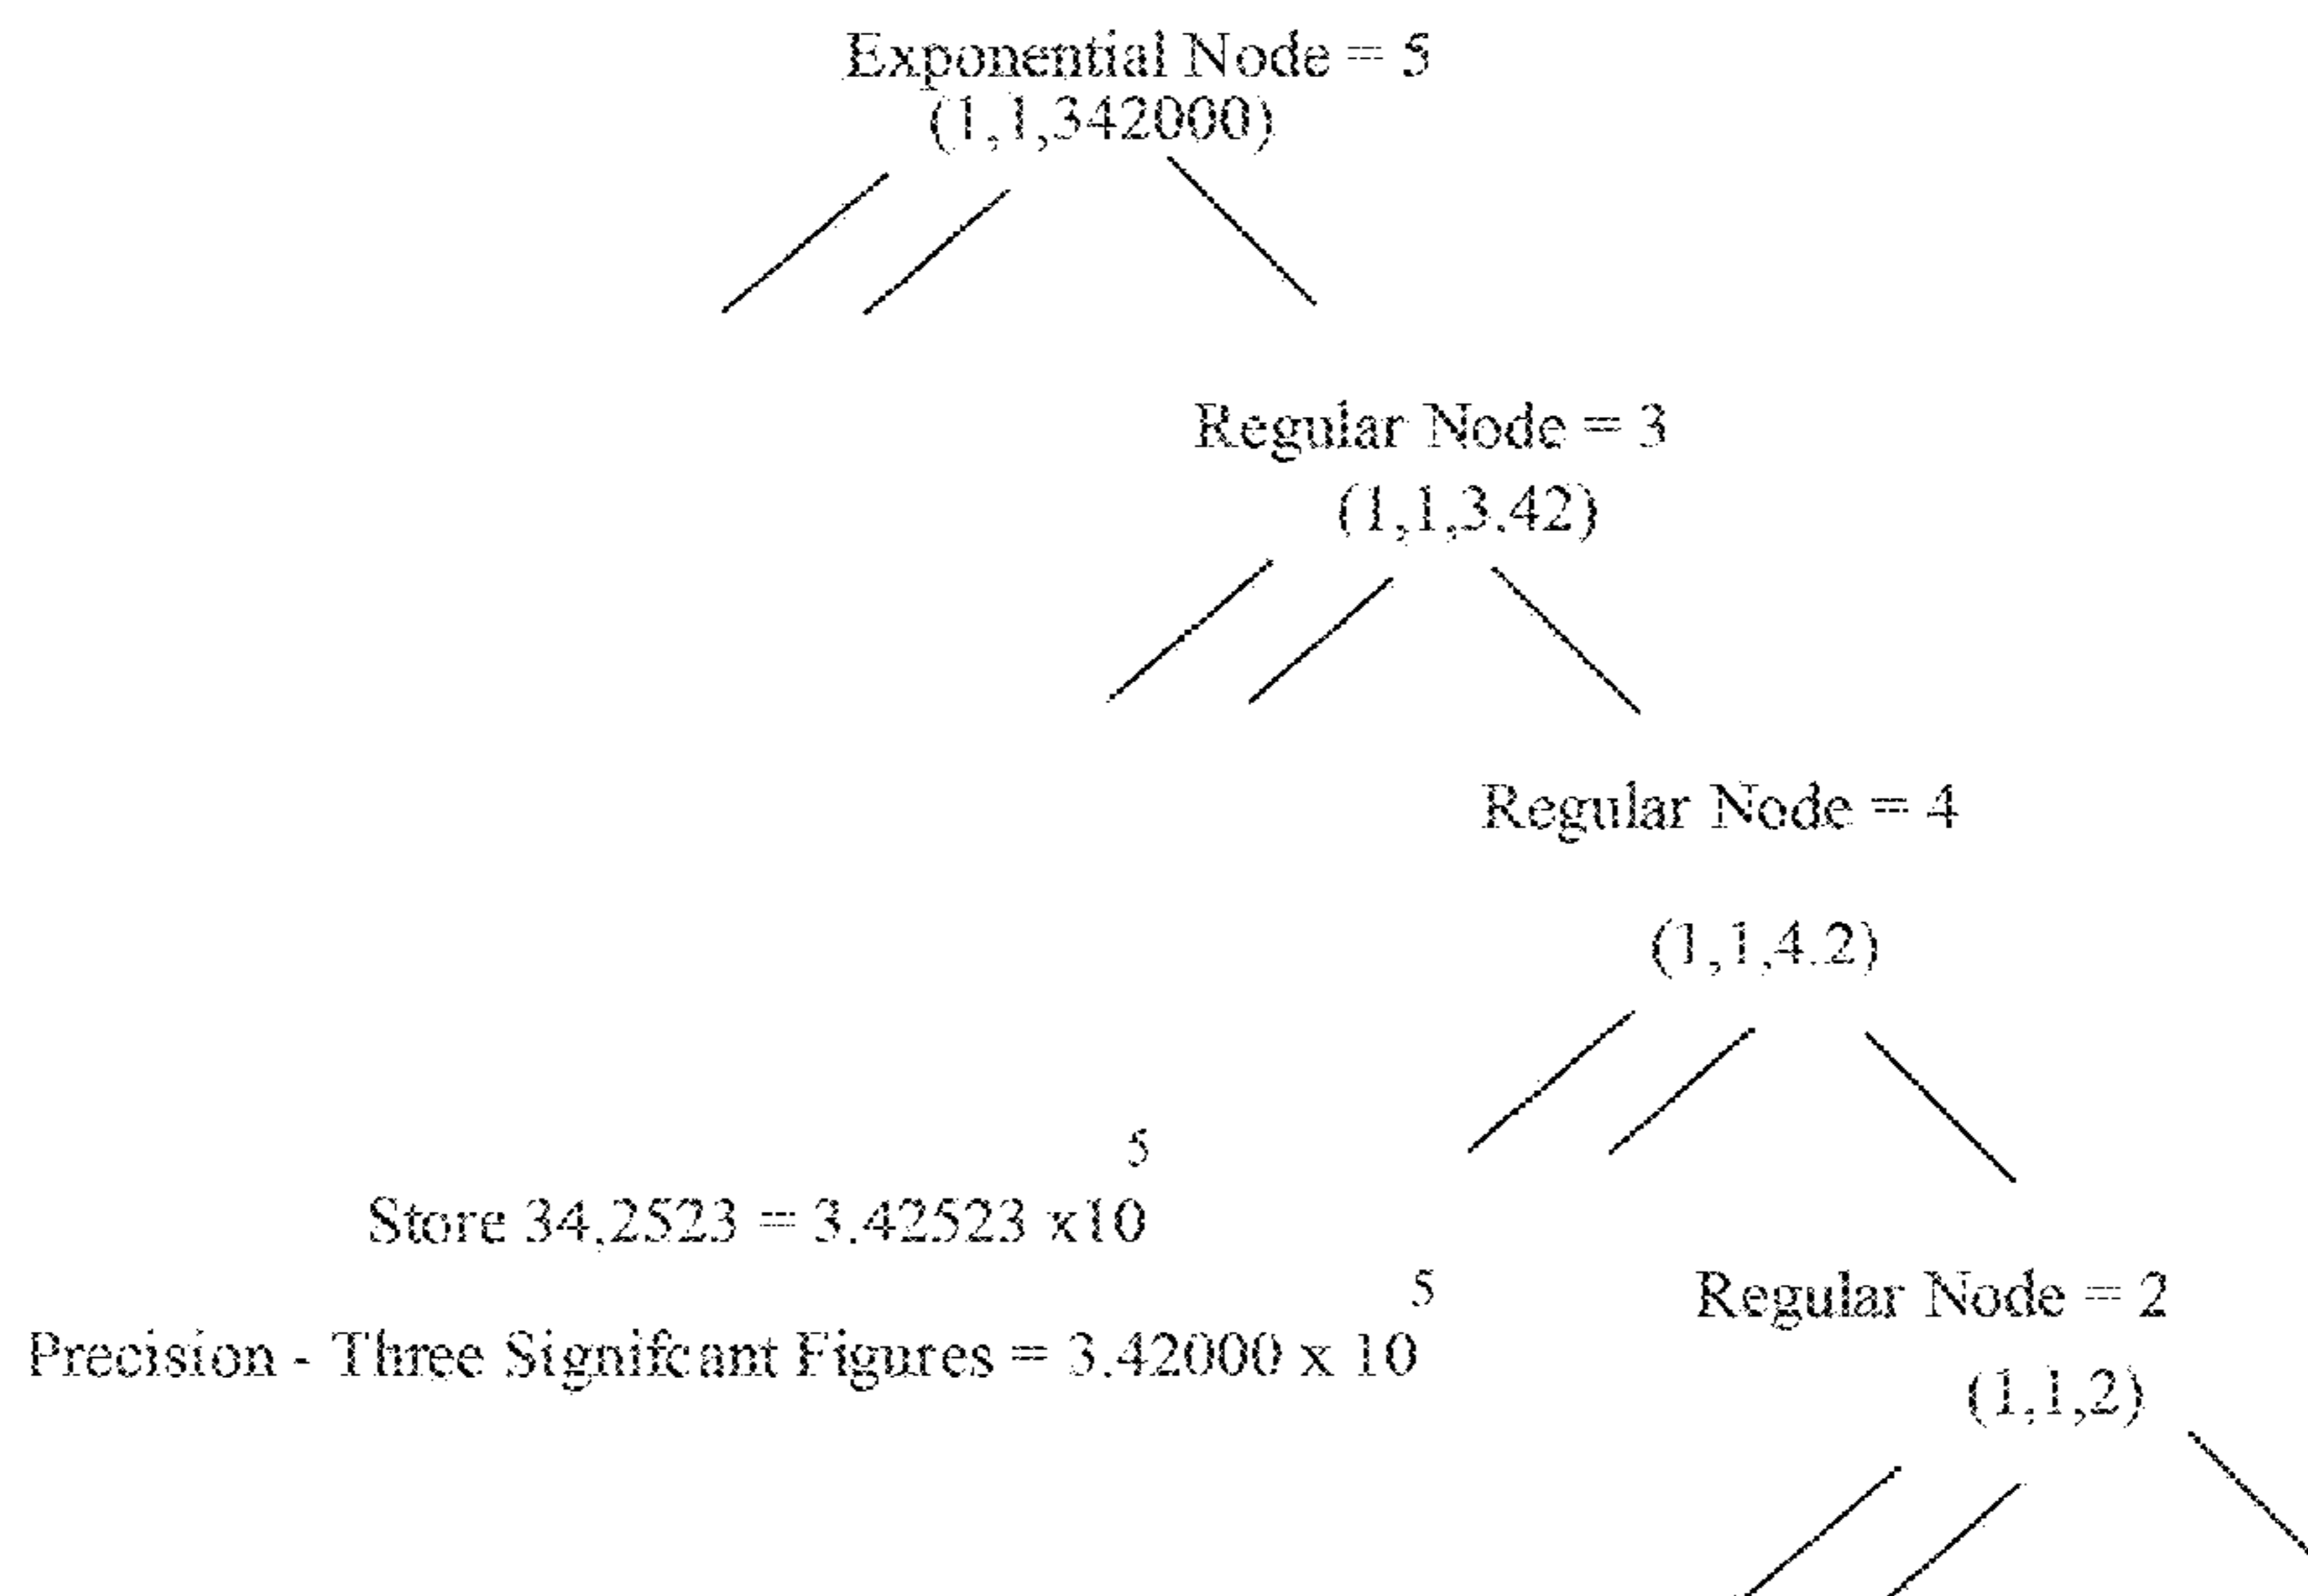 Exponential Node = 5
(1,1,342000)
Regular Node = 3
(1,1,3.42)
Regular Node = 4
(1,1,4.2)
5
Store 34,2523 = 3.42523 x10
5
Regular Node = 2
Precision - Three Signifcant Figures = 3.42000 x 10
(1,1,2)